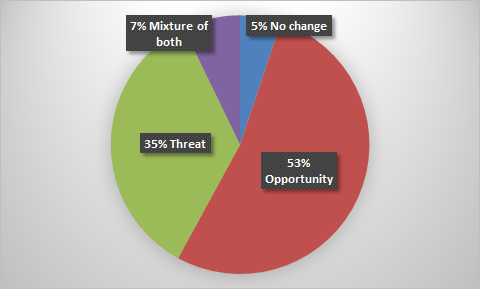 7% Mixture of
both
5% No change
35% Threat
53%
Opportunity